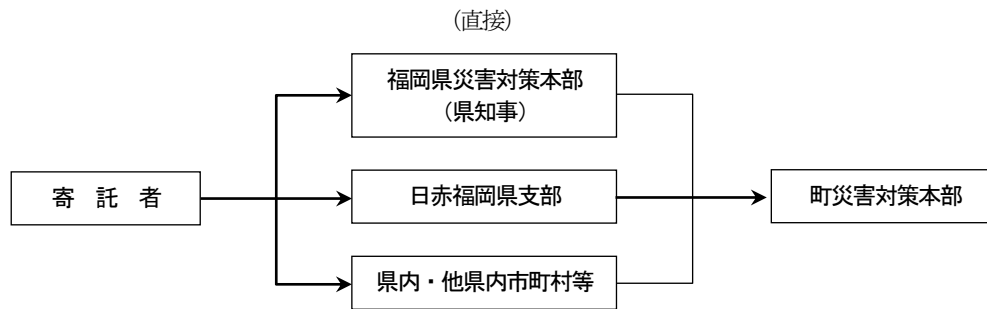 (直接)
福岡県災害対策本部
(県知事)
寄　託　者
日赤福岡県支部
町災害対策本部
県内・他県内市町村等